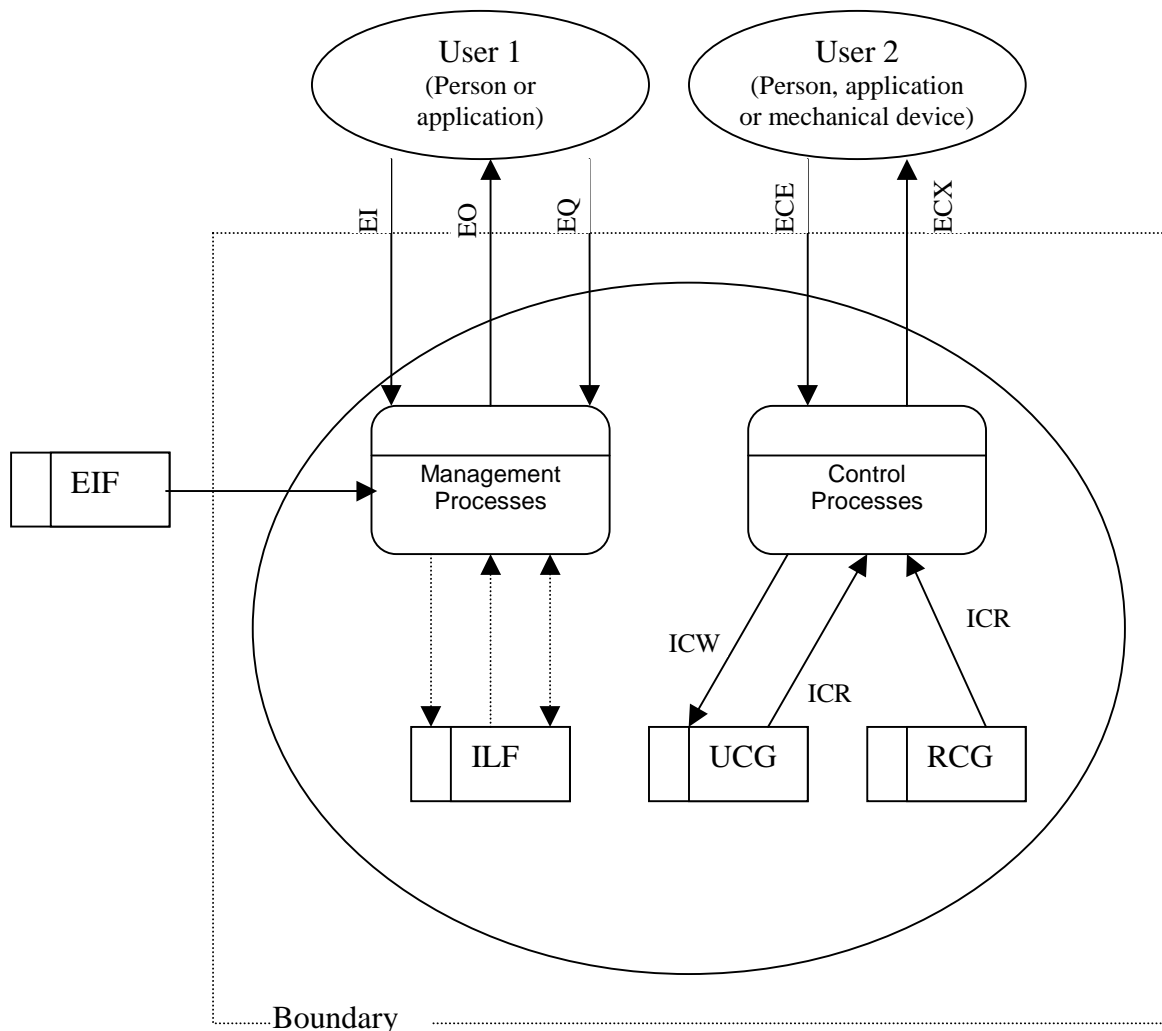 User 1
(Person or
application)
User 2
(Person, application
or mechanical device)
EI
EO
EQ
ECE
ECX
EIF
Management
Processes
Control
Processes
ICW
ICR
ICR
ILF
UCG
RCG
Boundary